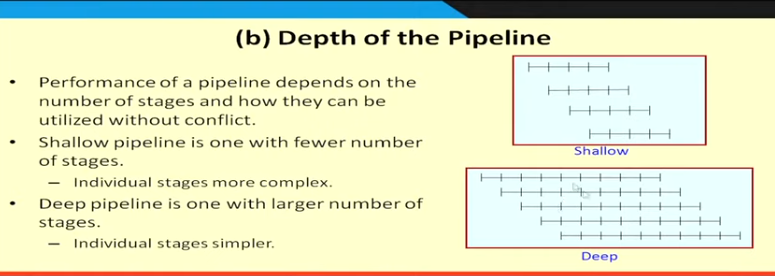 (b) Depth of the Pipeline
• Performance of a pipeline depends on the
number of stages and how they can be
utilized without conflict.
• Shallow pipeline is one with fewer number
of stages.
– Individual stages more complex.
• Deep pipeline is one with larger number of
stages.
– Individual stages simpler.
Shallow
Deep